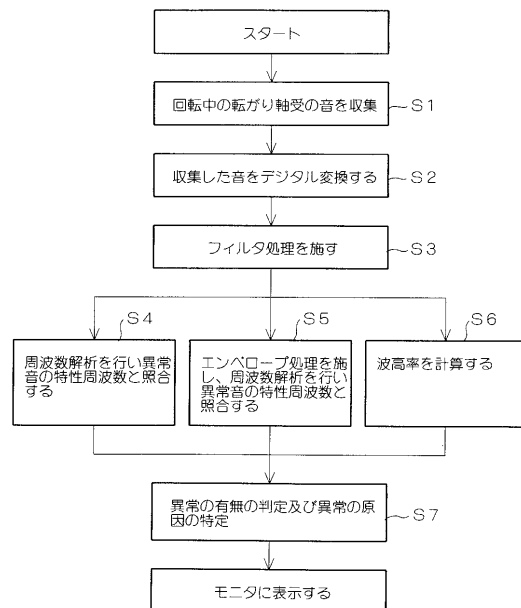 スタート
回転中の転がり軸受の音を収集
S1
収集した音をデジタル変換する
S2
フィルタ処理を施す
S3
S4
周波数解析を行い異常
音の特性周波数と照合
する
S5
エンベロープ処理を施
し、周波数解析を行い
異常音の特性周波数と
照合する
S6
波高率を計算する
異常の有無の判定及び異常の原
因の特定
S7
モニタに表示する